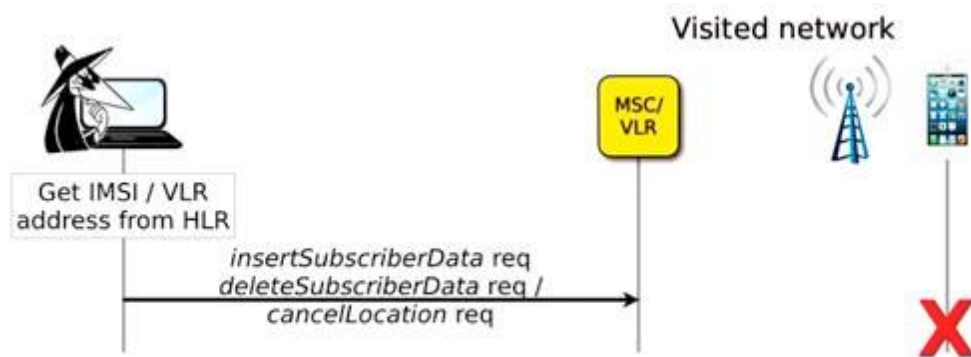 Visited network
MSC/
VLR
Get IMSI / VLR
address from HLR
insertSubscriberData req
deleteSubscriberData req /
cancelLocation req
X